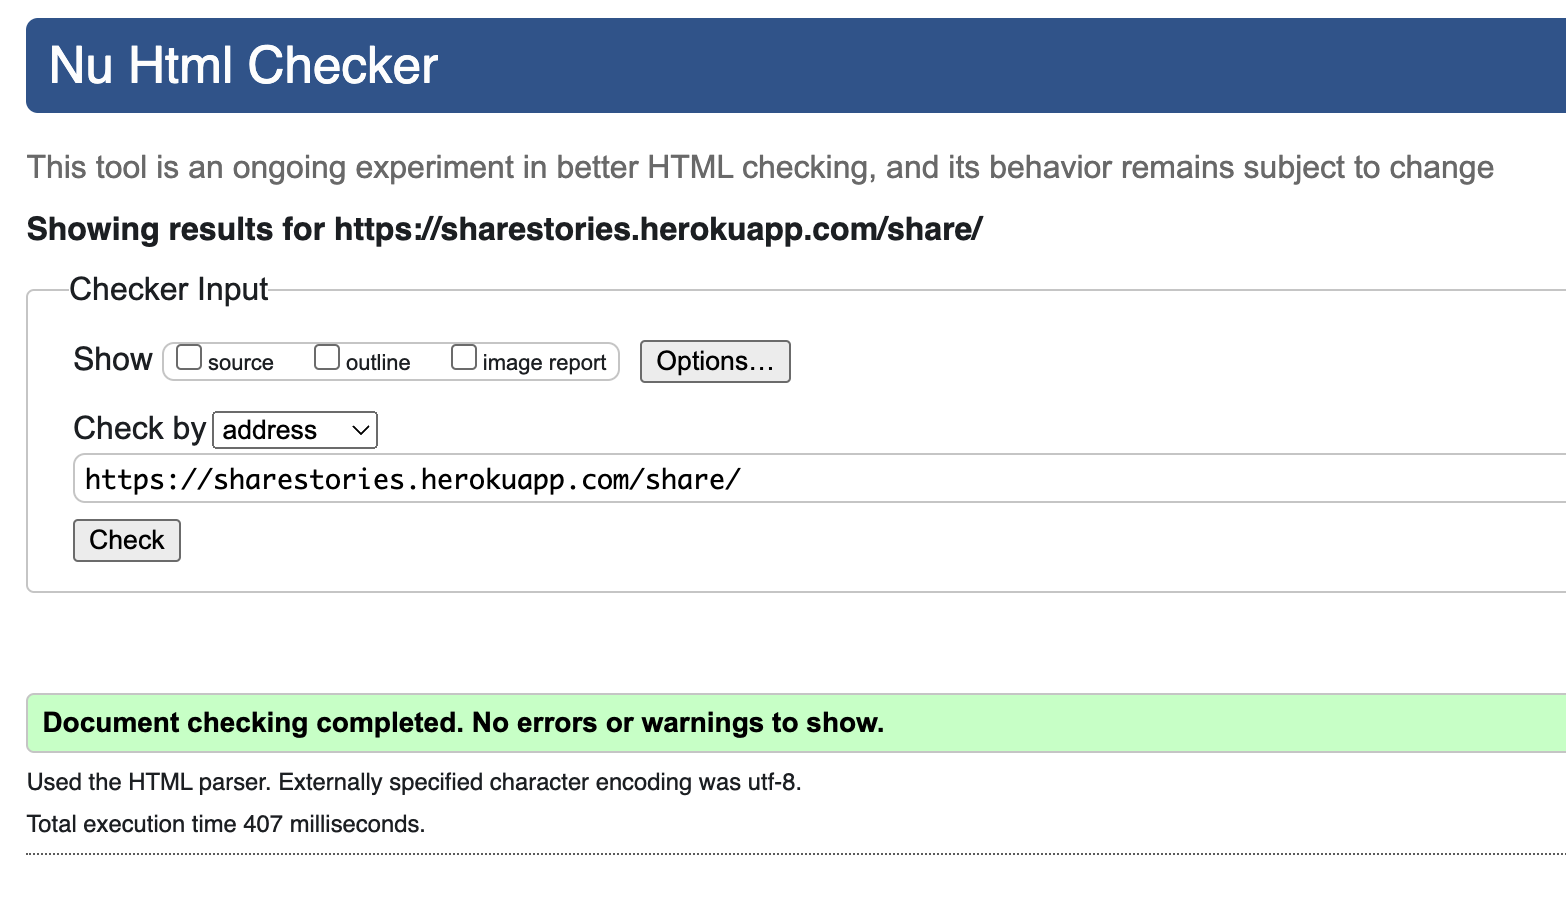 Nu Html Checker
This tool is an ongoing experiment in better HTML checking, and its behavior remains subject to change
Showing results for https://sharestories.herokuapp.com/share/
Checker Input
Show source outline image report Options…
Check by address
https://sharestories.herokuapp.com/share/
Check
Document checking completed. No errors or warnings to show.
Used the HTML parser. Externally specified character encoding was utf-8.
Total execution time 407 milliseconds.